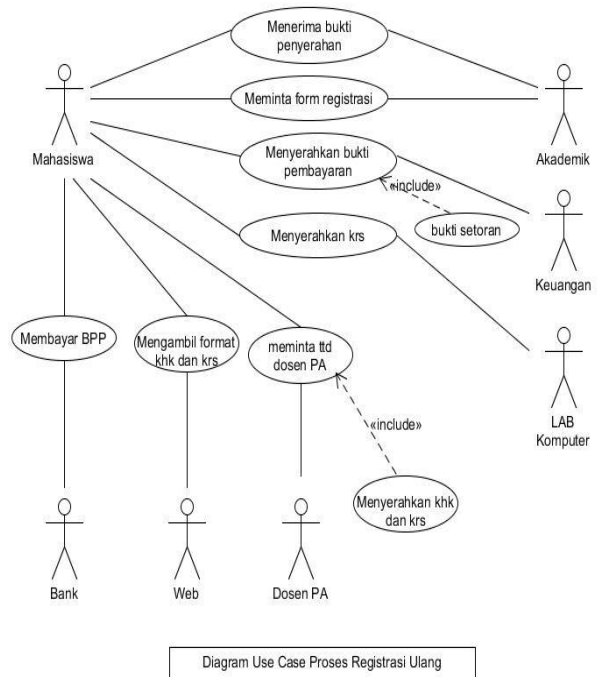 Menerima bukti
penyerahan
Meminta form registrasi
Mahasiswa
Akademik
Menyerahkan bukti
pembayaran
«include»
bukti setoran
Menyerahkan krs
Keuangan
Membayar BPP
Mengambil format
khk dan krs
meminta ttd
dosen PA
LAB
Komputer
«include»
Menyerahkan khk
dan krs
Bank
Web
Dosen PA
Diagram Use Case Proses Registrasi Ulang